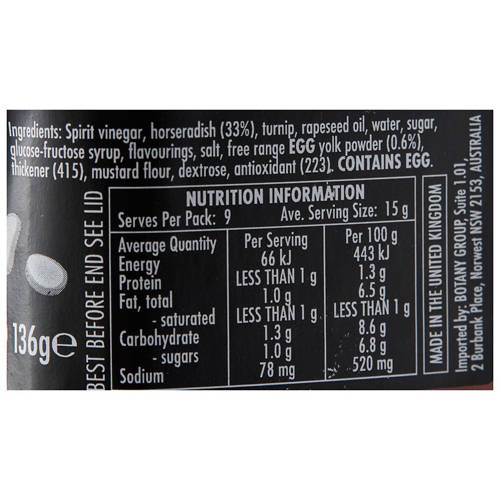 Ingredients: Spirit vinegar, horseradish (33%), turnip, rapeseed oil, water, sugar,
glucose-fructose syrup, flavourings, salt, free range EGG yolk powder (0.6%),
thickener (415), mustard flour, dextrose, antioxidant (223). CONTAINS EGG.
NUTRITION INFORMATION
Serves Per Pack: 9 Ave. Serving Size: 15 g
Average Quantity Per Serving Per 100 g
Energy 66 kJ 443 kJ
Protein LESS THAN 1 g 1.3 g
Fat, total 1.0 g 6.5 g
- saturated LESS THAN 1 g LESS THAN 1 g
Carbohydrate 1.3 g 8.6 g
- sugars 1.0 g 6.8 g
Sodium 78 mg 520 mg
136g e
BEST BEFORE END SEE LID
MADE IN THE UNITED KINGDOM
Imported by: BOTANY GROUP, Suite 1.01,
2 Burbank Place, Norwest NSW 2153, AUSTRALIA